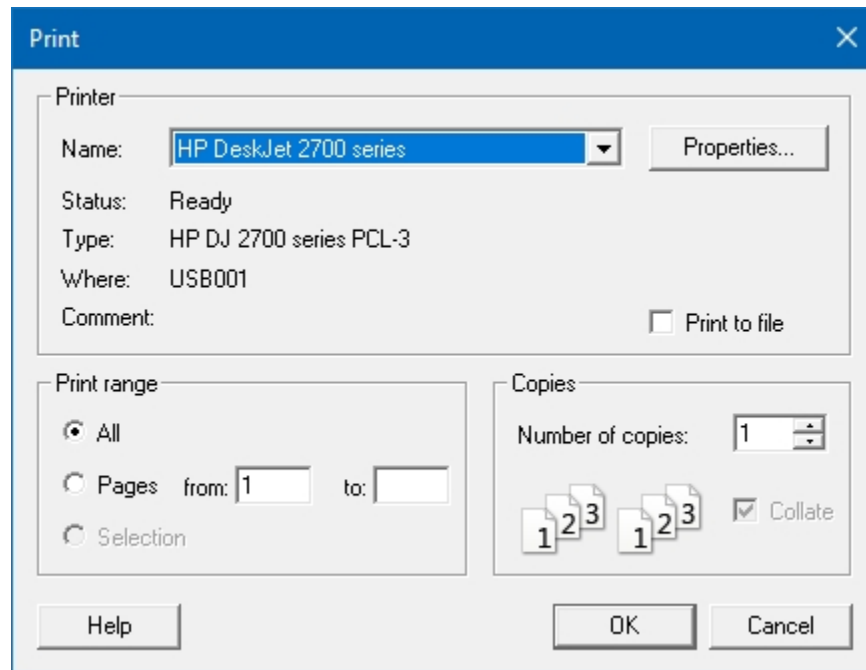 Print
Printer
Name: HP DeskJet 2700 series Properties...
Status: Ready
Type: HP DJ 2700 series PCL-3
Where: USB001
Comment: Print to file
Print range
All
Pages from: 1 to:
Selection
Copies
Number of copies: 1
1 2 3 1 2 3 Collate
Help OK Cancel